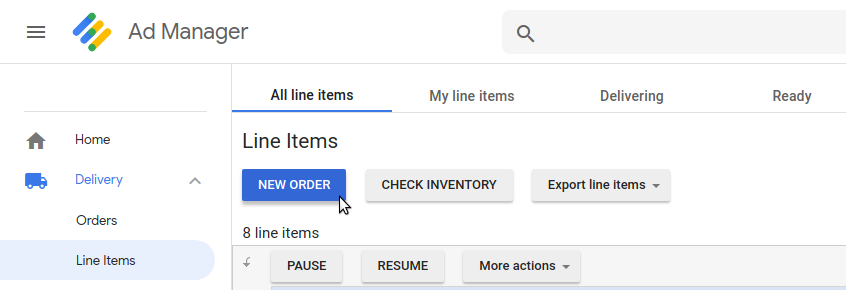 Ad Manager
All line items My line items Delivering Ready
Home
Delivery
Orders
Line Items
Line Items
NEW ORDER CHECK INVENTORY Export line items
8 line items
PAUSE RESUME More actions